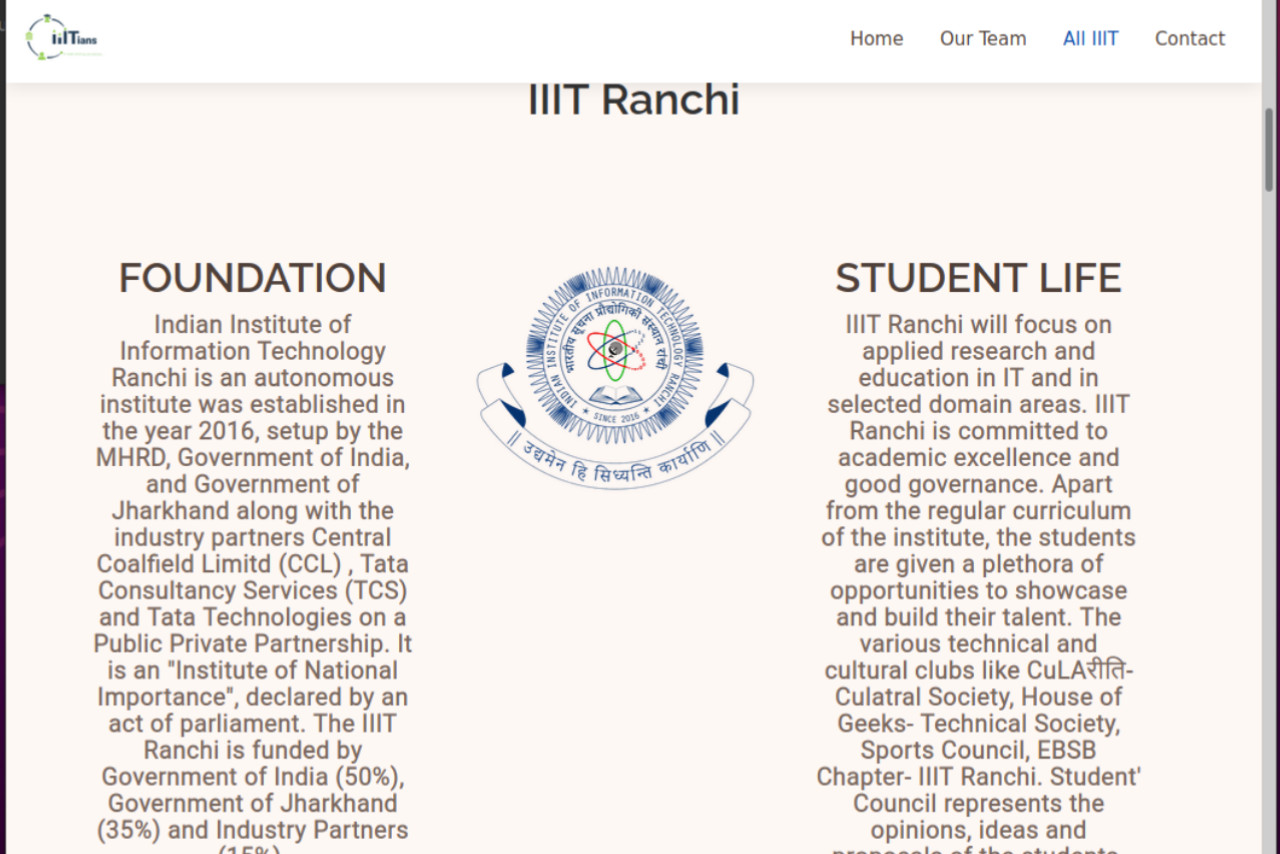 iiITians
Home
Our Team
All IIIT
Contact
IIIT Ranchi
FOUNDATION
Indian Institute of
Information Technology
Ranchi is an autonomous
institute was established in
the year 2016, setup by the
MHRD, Government of India,
and Government of
Jharkhand along with the
industry partners Central
Coalfield Limitd (CCL) , Tata
Consultancy Services (TCS)
and Tata Technologies on a
Public Private Partnership. It
is an "Institute of National
Importance", declared by an
act of parliament. The IIIT
Ranchi is funded by
Government of India (50%),
Government of Jharkhand
(35%) and Industry Partners
(15%)
INDIAN INSTITUTE OF INFORMATION TECHNOLOGY RANCHI
भारतीय सूचना प्रौद्योगिकी संस्थान रांची
★ SINCE 2016 ★
|| उद्यमेन हि सिध्यन्ति कार्याणि ||
STUDENT LIFE
IIIT Ranchi will focus on
applied research and
education in IT and in
selected domain areas. IIIT
Ranchi is committed to
academic excellence and
good governance. Apart
from the regular curriculum
of the institute, the students
are given a plethora of
opportunities to showcase
and build their talent. The
various technical and
cultural clubs like CuLAरीति-
Culatral Society, House of
Geeks- Technical Society,
Sports Council, EBSB
Chapter- IIIT Ranchi. Student'
Council represents the
opinions, ideas and
proposals of the students